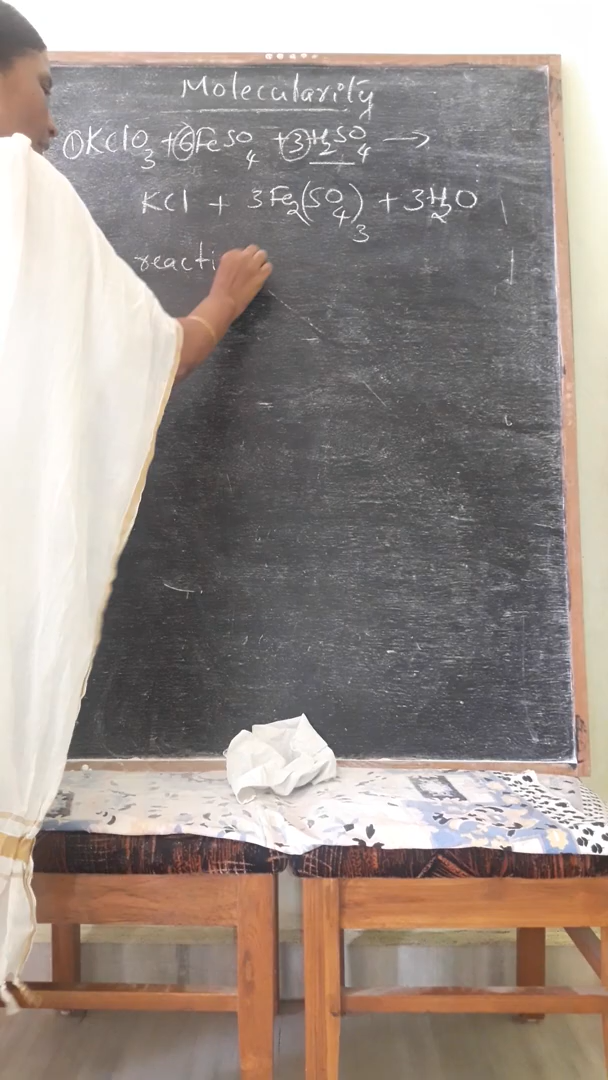 Molecularity
①KClO₃ + ⑥FeSO₄ + ③H₂SO₄ →
KCl + 3Fe₂(SO₄)₃ + 3H₂O
reacti